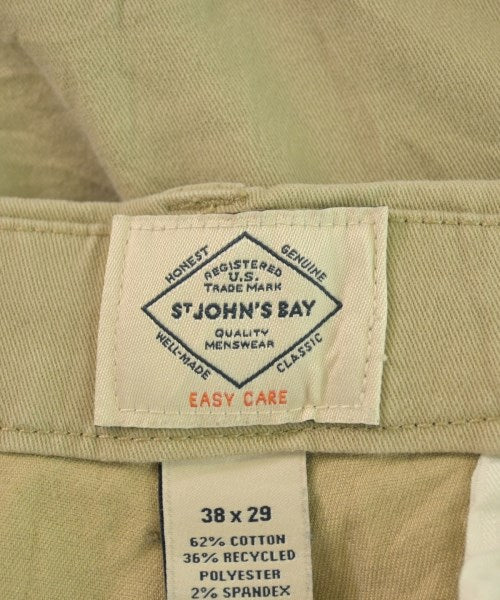 HONEST
GENUINE
REGISTERED
U.S.
TRADE MARK
ST JOHN'S BAY
QUALITY
MENSWEAR
WELL-MADE
CLASSIC
EASY CARE
38 x 29
62% COTTON
36% RECYCLED
POLYESTER
2% SPANDEX